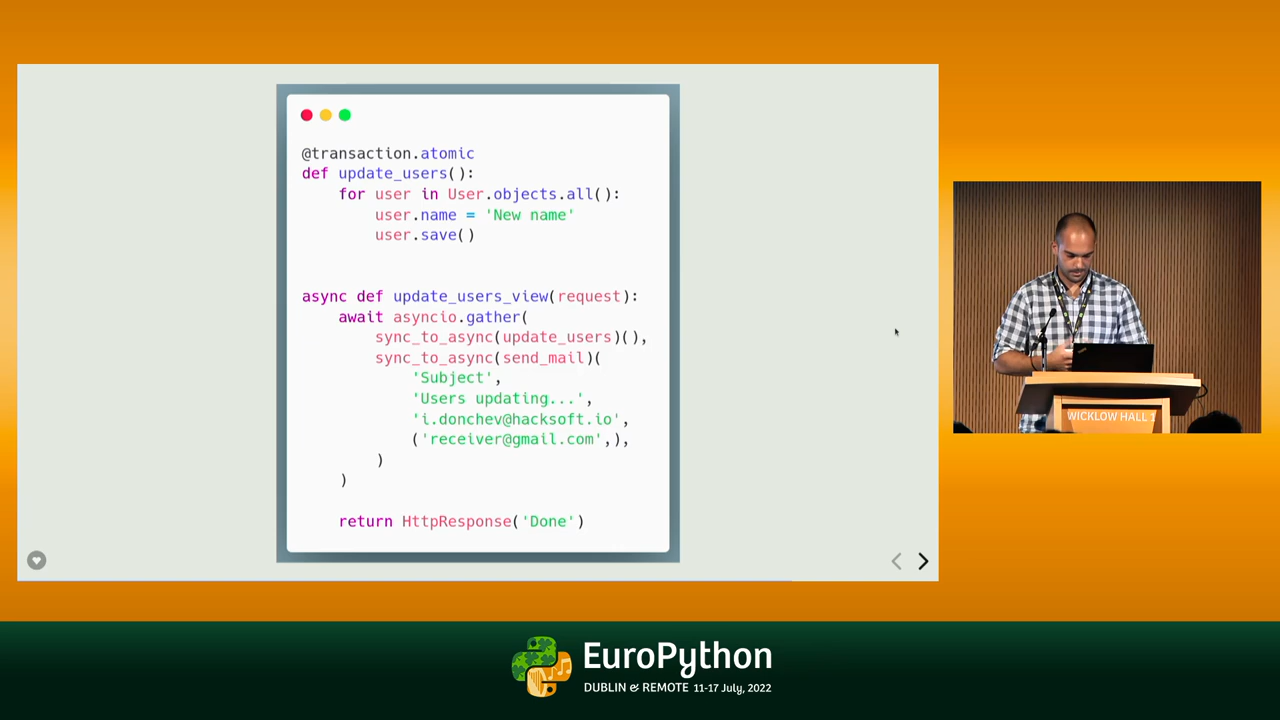 @transaction.atomic
def update_users():
    for user in User.objects.all():
        user.name = 'New name'
        user.save()
async def update_users_view(request):
    await asyncio.gather(
        sync_to_async(update_users)(),
        sync_to_async(send_mail)(
            'Subject',
            'Users updating...',
            'i.donchev@hacksoft.io',
            ('receiver@gmail.com',),
        )
    )
    return HttpResponse('Done')
WICKLOW HALL 1
EuroPython
DUBLIN & REMOTE 11-17 July, 2022